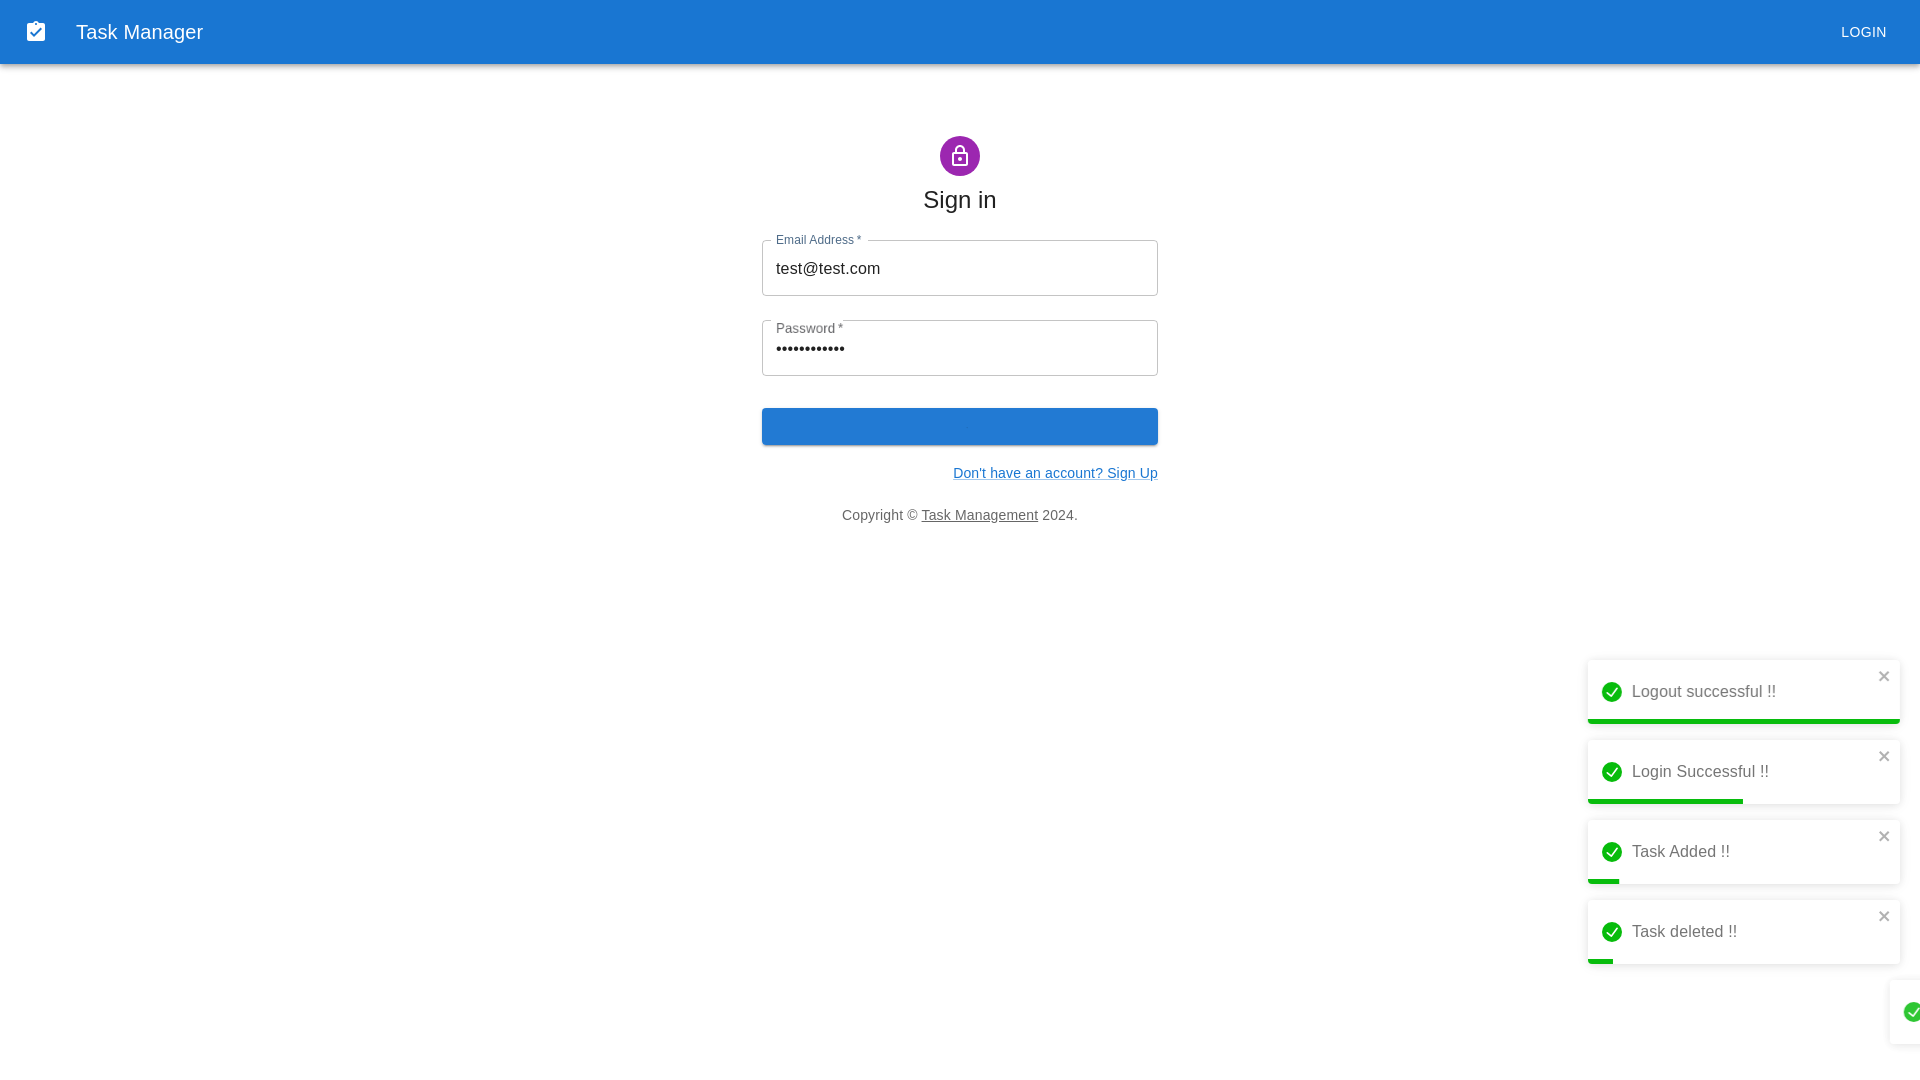 Task Manager
LOGIN
Sign in
Email Address *
test@test.com
Password *
••••••••••••
Don't have an account? Sign Up
Copyright © Task Management 2024.
Logout successful !!
Login Successful !!
Task Added !!
Task deleted !!